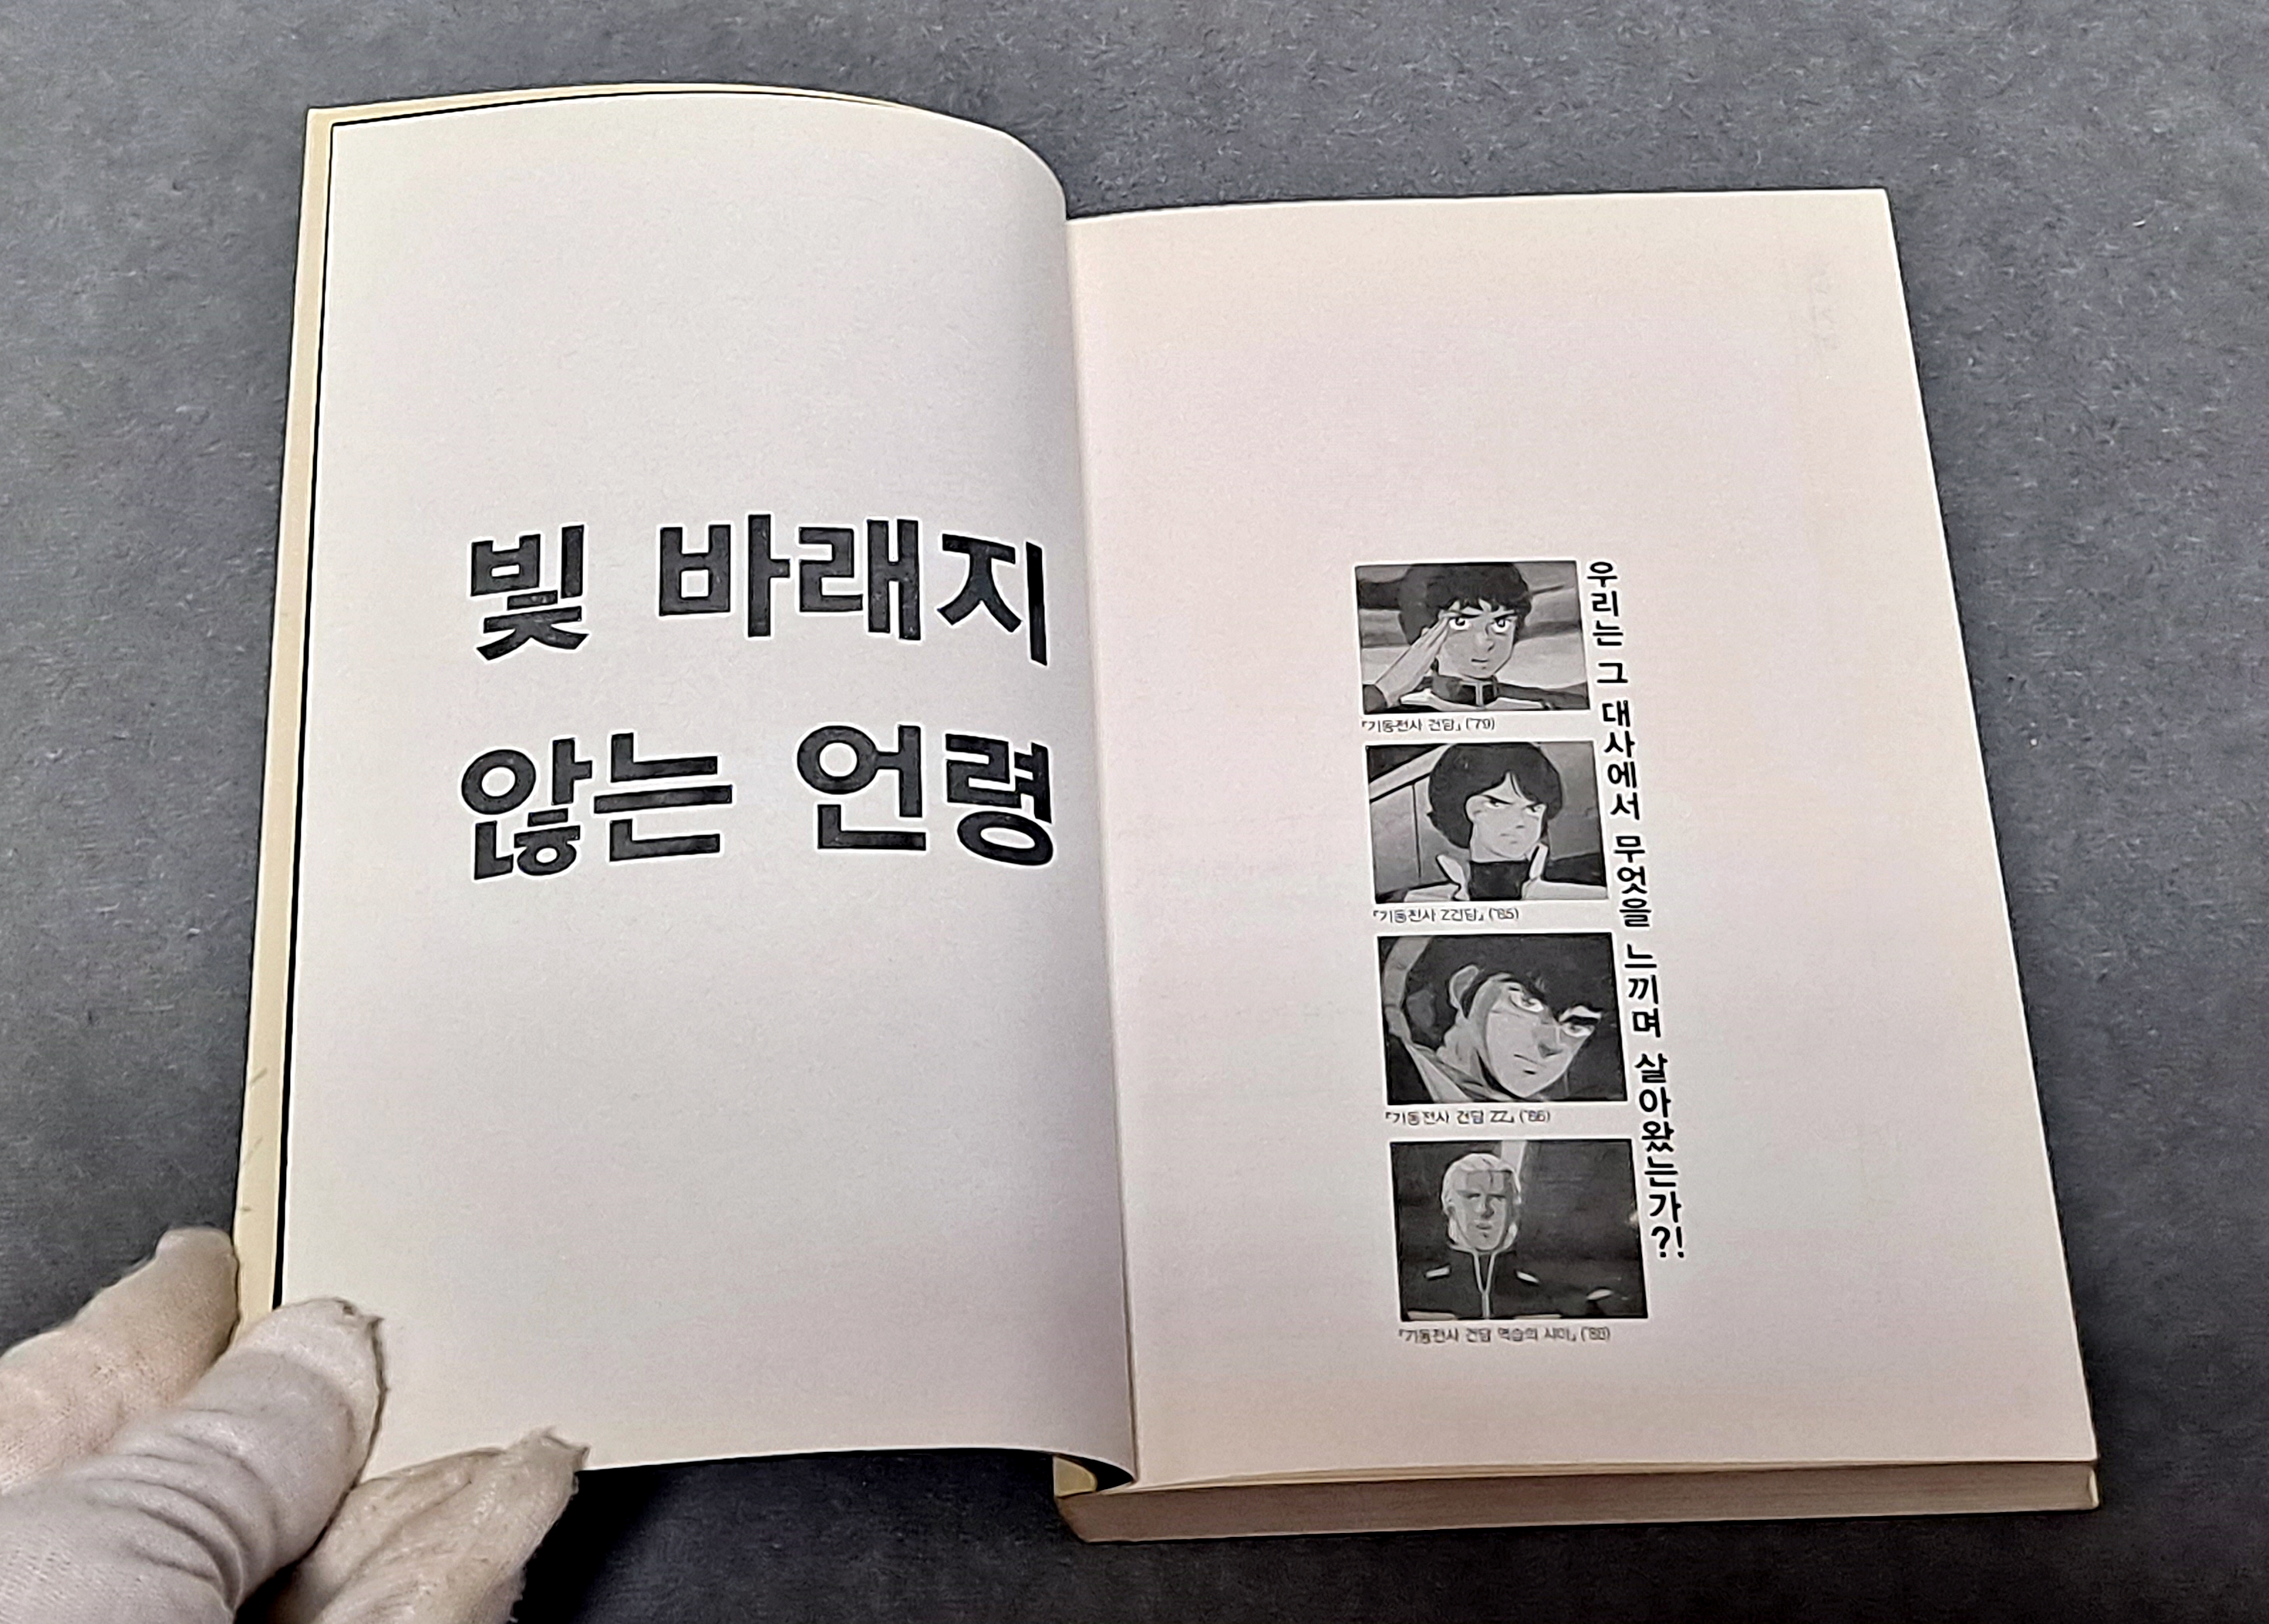 빛 바래지
않는 언령
우리는 그 대사에서 무엇을 느끼며 살아왔는가?!
『기동전사 건담』('79)
『기동전사 Z건담』('85)
『기동전사 건담 ZZ』('86)
『기동전사 건담 역습의 샤아』('88)